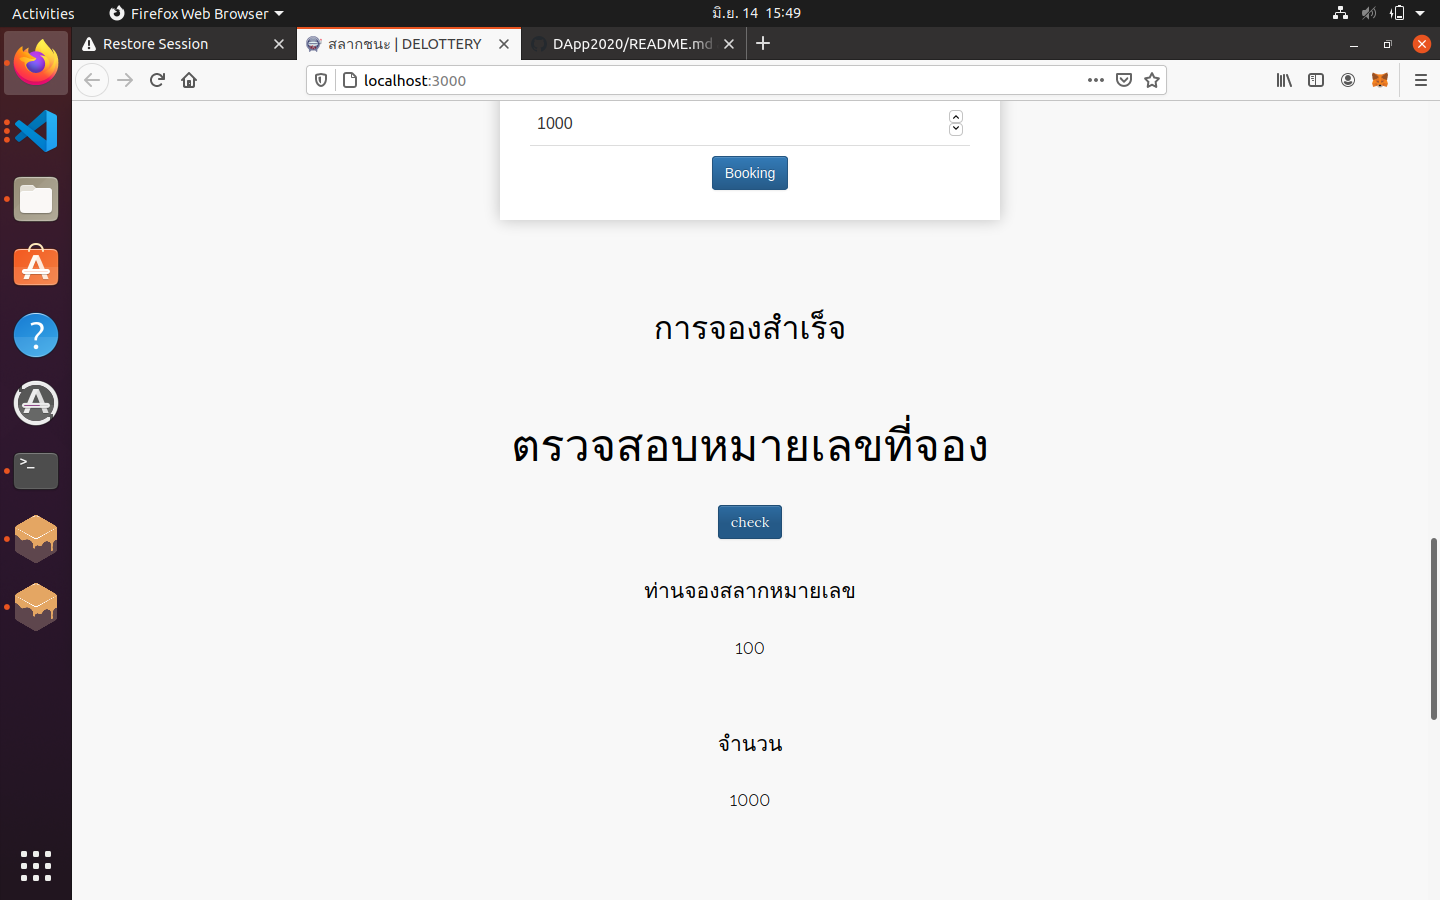 Activities
Firefox Web Browser
มิ.ย. 14 15:49
Restore Session
สลากชนะ | DELOTTERY
DApp2020/README.md
localhost:3000
1000
Booking
การจองสำเร็จ
ตรวจสอบหมายเลขที่จอง
check
ท่านจองสลากหมายเลข
100
จำนวน
1000